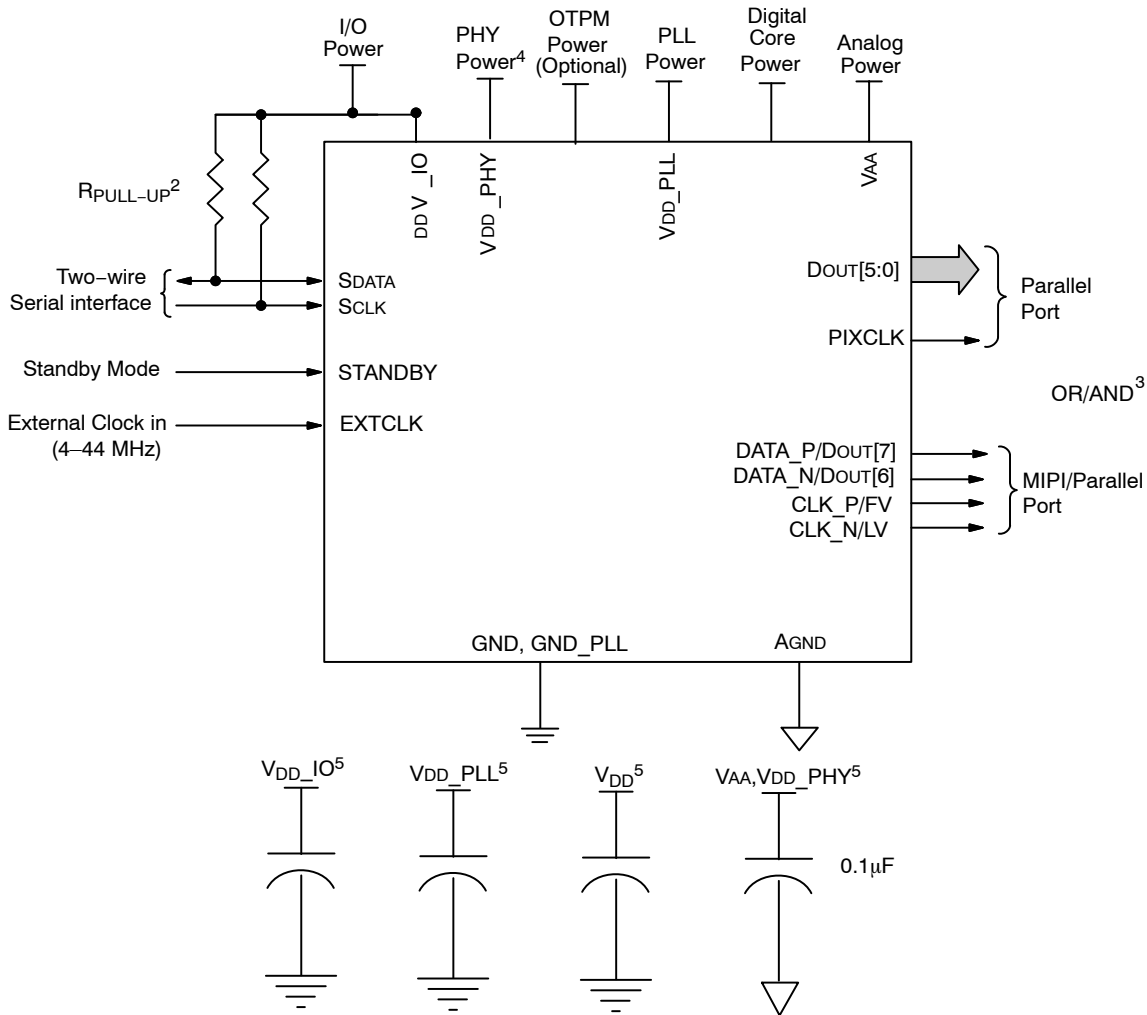 I/O
Power
PHY
Power4
OTPM
Power
(Optional)
PLL
Power
Digital
Core
Power
Analog
Power
RPULL–UP2
DD V _IO
VDD _PHY
VDD_PLL
VAA
Two–wire
Serial interface
SDATA
SCLK
Standby Mode
STANDBY
External Clock in
(4–44 MHz)
EXTCLK
DOUT[5:0]
PIXCLK
Parallel
Port
OR/AND3
DATA_P/DOUT[7]
DATA_N/DOUT[6]
CLK_P/FV
CLK_N/LV
MIPI/Parallel
Port
GND, GND_PLL
AGND
VDD_IO5
VDD_PLL5
VDD5
VAA,VDD_PHY5
0.1μF